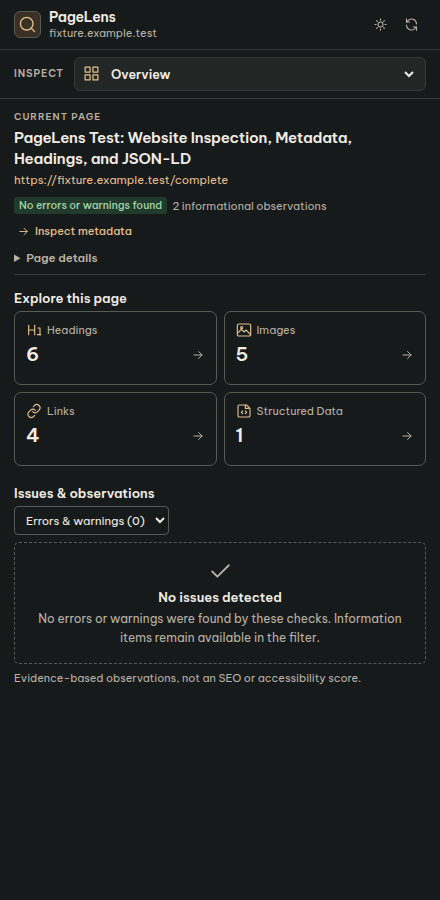 PageLens
fixture.example.test
INSPECT
Overview
CURRENT PAGE
PageLens Test: Website Inspection, Metadata,
Headings, and JSON-LD
https://fixture.example.test/complete
No errors or warnings found 2 informational observations
→ Inspect metadata
▶ Page details
Explore this page
Headings
6 →
Images
5 →
Links
4 →
Structured Data
1 →
Issues & observations
Errors & warnings (0)
No issues detected
No errors or warnings were found by these checks. Information
items remain available in the filter.
Evidence-based observations, not an SEO or accessibility score.